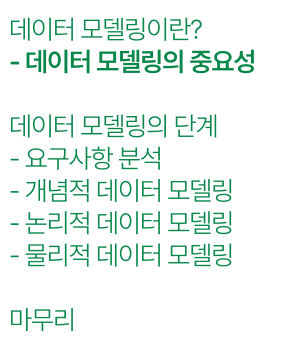 데이터 모델링이란?
- 데이터 모델링의 중요성
데이터 모델링의 단계
- 요구사항 분석
- 개념적 데이터 모델링
- 논리적 데이터 모델링
- 물리적 데이터 모델링
마무리